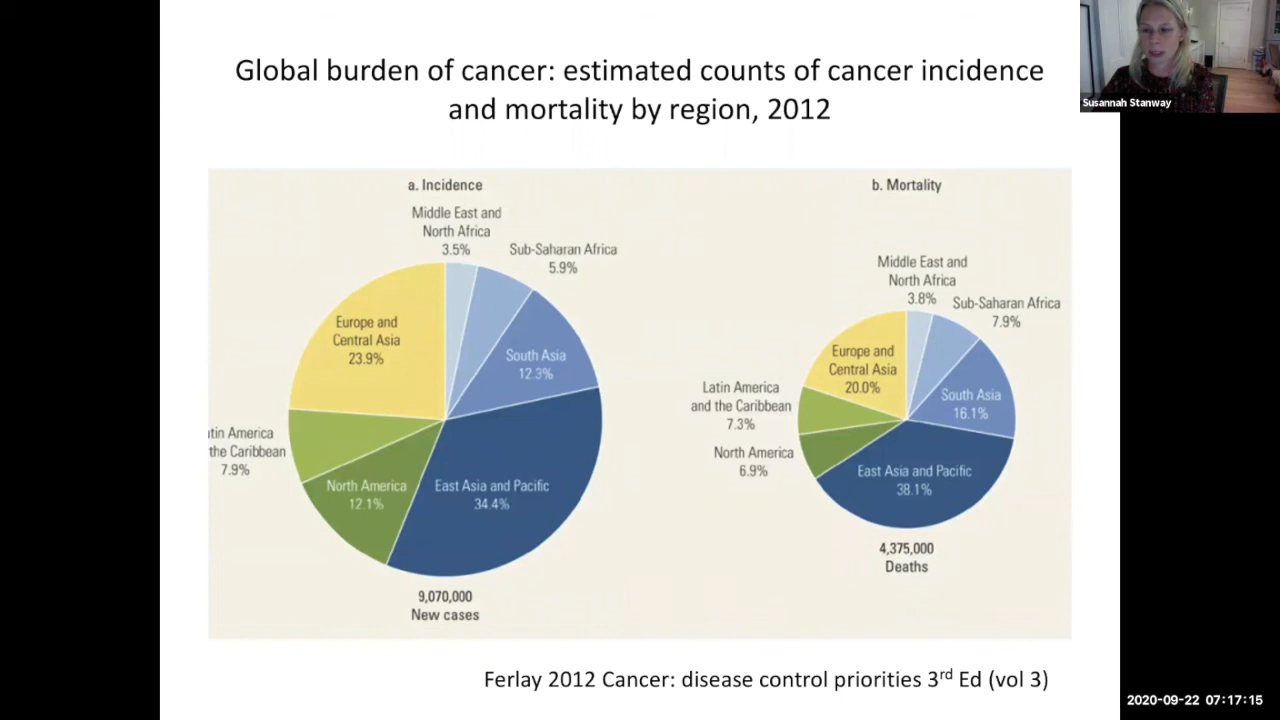 Global burden of cancer: estimated counts of cancer incidence
and mortality by region, 2012
Susannah Stanway
a. Incidence
Middle East and
North Africa
3.5%
Sub-Saharan Africa
5.9%
Europe and
Central Asia
23.9%
South Asia
12.3%
tin America
the Caribbean
7.9%
North America
12.1%
East Asia and Pacific
34.4%
9,070,000
New cases
b. Mortality
Middle East and
North Africa
3.8%
Sub-Saharan Africa
7.9%
Europe and
Central Asia
20.0%
Latin America
and the Caribbean
7.3%
South Asia
16.1%
North America
6.9%
East Asia and Pacific
38.1%
4,375,000
Deaths
Ferlay 2012 Cancer: disease control priorities 3rd Ed (vol 3)
2020-09-22 07:17:15